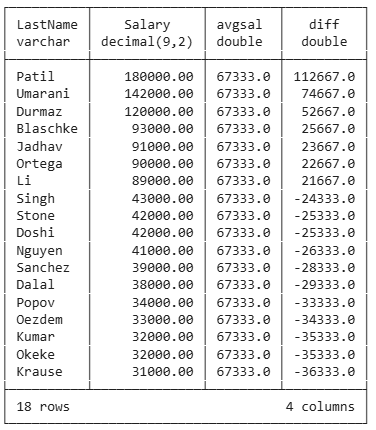 LastName Salary avgsal diff
varchar decimal(9,2) double double
Patil 180000.00 67333.0 112667.0
Umarani 142000.00 67333.0 74667.0
Durmaz 120000.00 67333.0 52667.0
Blaschke 93000.00 67333.0 25667.0
Jadhav 91000.00 67333.0 23667.0
Ortega 90000.00 67333.0 22667.0
Li 89000.00 67333.0 21667.0
Singh 43000.00 67333.0 -24333.0
Stone 42000.00 67333.0 -25333.0
Doshi 42000.00 67333.0 -25333.0
Nguyen 41000.00 67333.0 -26333.0
Sanchez 39000.00 67333.0 -28333.0
Dalal 38000.00 67333.0 -29333.0
Popov 34000.00 67333.0 -33333.0
Oezdem 33000.00 67333.0 -34333.0
Kumar 32000.00 67333.0 -35333.0
Okeke 32000.00 67333.0 -35333.0
Krause 31000.00 67333.0 -36333.0
18 rows 4 columns